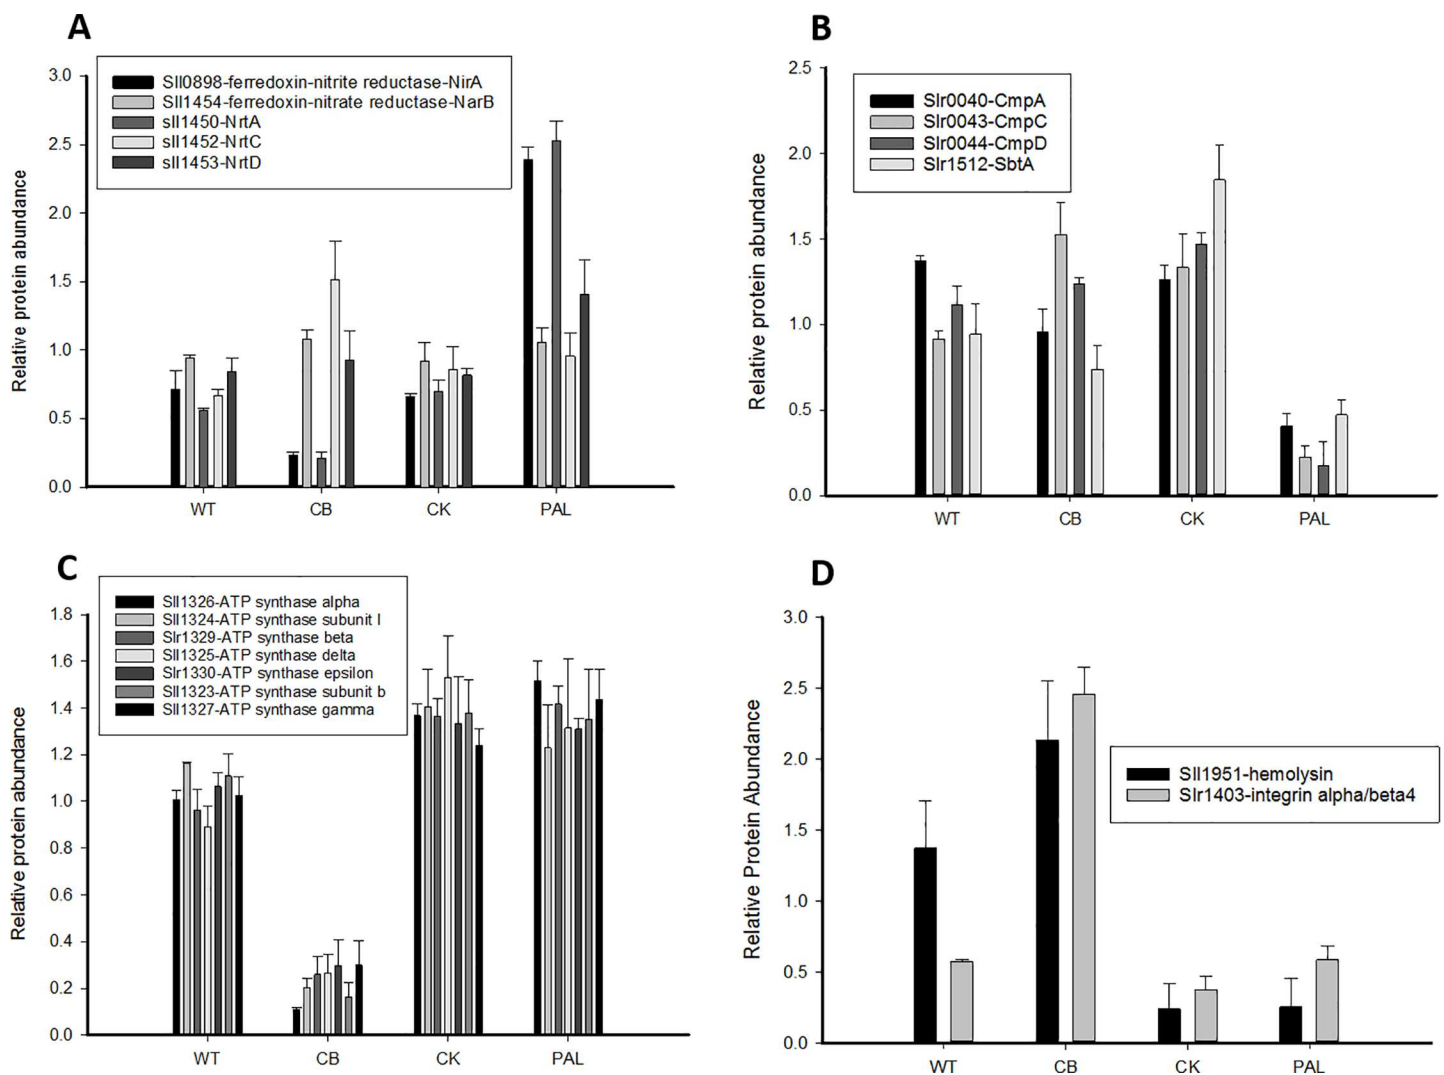 A
Sll0898-ferredoxin-nitrite reductase-NirA
Sll1454-ferredoxin-nitrate reductase-NarB
sll1450-NrtA
sll1452-NrtC
sll1453-NrtD
Relative protein abundance
3.0
2.5
2.0
1.5
1.0
0.5
0.0
WT CB CK PAL
B
Slr0040-CmpA
Slr0043-CmpC
Slr0044-CmpD
Slr1512-SbtA
Relative protein abundance
2.5
2.0
1.5
1.0
0.5
0.0
WT CB CK PAL
C
Sll1326-ATP synthase alpha
Sll1324-ATP synthase subunit I
Slr1329-ATP synthase beta
Sll1325-ATP synthase delta
Slr1330-ATP synthase epsilon
Sll1323-ATP synthase subunit b
Sll1327-ATP synthase gamma
Relative protein abundance
1.8
1.6
1.4
1.2
1.0
0.8
0.6
0.4
0.2
0.0
WT CB CK PAL
D
Sll1951-hemolysin
Slr1403-integrin alpha/beta4
Relative Protein Abundance
3.0
2.5
2.0
1.5
1.0
0.5
0.0
WT CB CK PAL